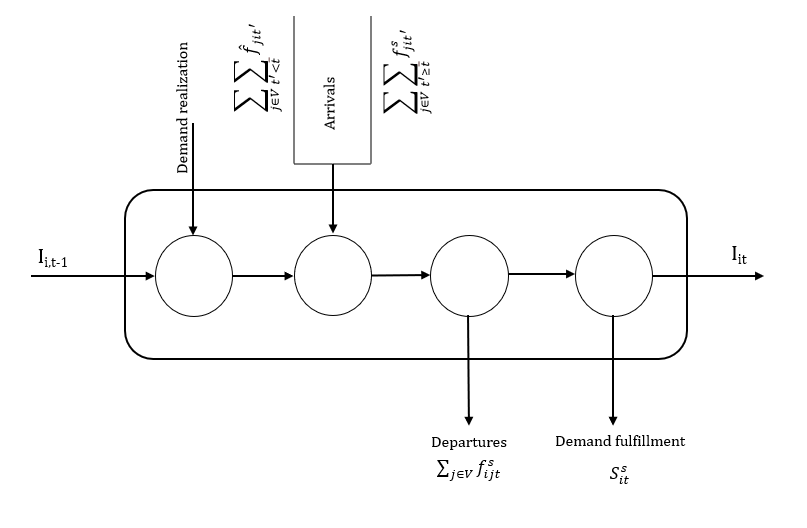 Demand realization
∑_{j∈V} ∑_{t'<t̄} f̂_{jit'}
Arrivals
∑_{j∈V} ∑_{t'≥t̄} f^s_{jit'}
I_{i,t-1}
I_{it}
Departures
∑_{j∈V} f^s_{ijt}
Demand fulfillment
S^s_{it}